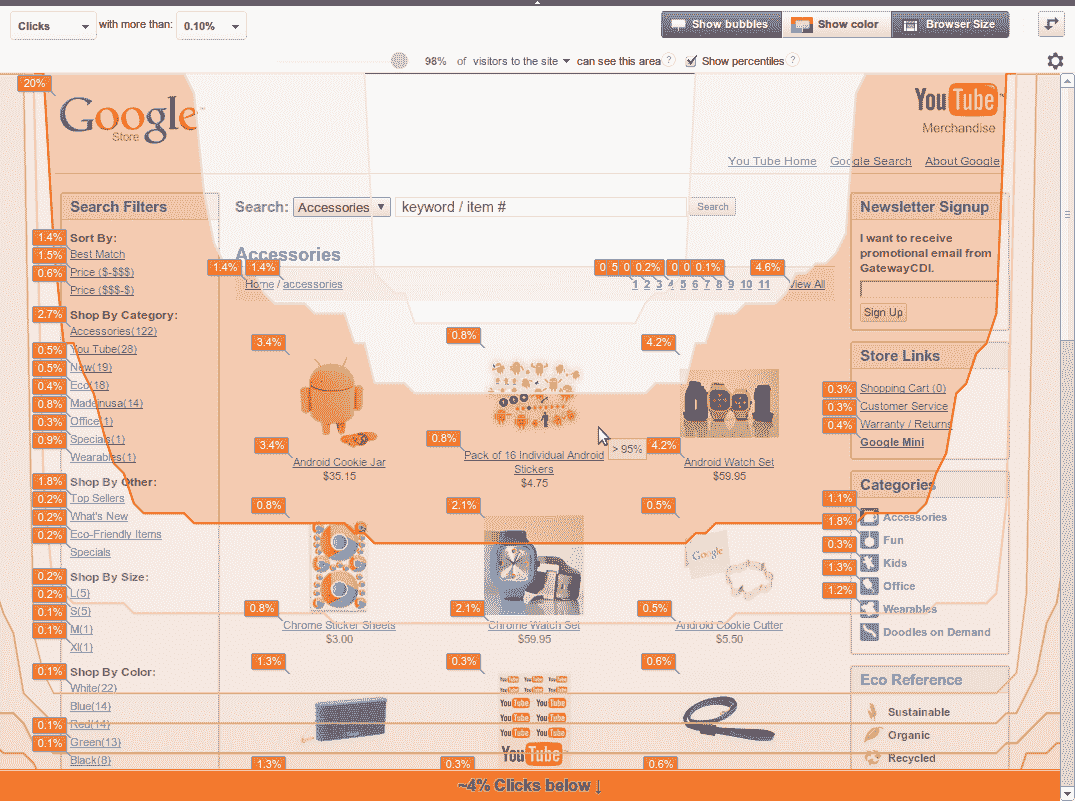 Clicks with more than: 0.10% Show bubbles Show color Browser Size
98% of visitors to the site can see this area ? Show percentiles ?
20%
Google
Store
You Tube
Merchandise
You Tube Home Google Search About Google
Search Filters
1.4% Sort By:
1.5% Best Match
0.6% Price ($-$$$)
Price ($$$-$)
2.7% Shop By Category:
Accessories(122)
0.5% You Tube(28)
0.5% New(19)
0.4% Eco(18)
0.8% Madeinusa(14)
0.3% Office(1)
0.9% Specials(1)
Wearables(1)
1.8% Shop By Other:
0.2% Top Sellers
0.2% What's New
0.2% Eco-Friendly Items
Specials
0.2% Shop By Size:
0.2% L(5)
0.1% S(5)
0.1% M(1)
Xl(1)
0.1% Shop By Color:
White(22)
Blue(14)
0.1% Red(14)
0.1% Green(13)
Black(8)
Search: Accessories keyword / item # Search
Accessories
1.4% 1.4% 0 5 0 0.2% 0 0 0.1% 4.6%
Home / accessories 1 2 3 4 5 6 7 8 9 10 11 View All
3.4% 0.8% 4.2%
3.4% 0.8% > 95% 4.2%
Android Cookie Jar
$35.15
Pack of 16 Individual Android
Stickers
$4.75
Android Watch Set
$59.95
0.8% 2.1% 0.5%
Google
0.8% 2.1% 0.5%
Chrome Sticker Sheets
$3.00
Chrome Watch Set
$59.95
Android Cookie Cutter
$5.50
1.3% 0.3% 0.6%
You Tube
1.3% 0.3% 0.6%
Newsletter Signup
I want to receive
promotional email from
GatewayCDI.
Sign Up
Store Links
0.3% Shopping Cart (0)
0.3% Customer Service
0.4% Warranty / Returns
Google Mini
Categories
1.1%
1.8% Accessories
0.3% Fun
1.3% Kids
1.2% Office
Wearables
Doodles on Demand
Eco Reference
Sustainable
Organic
Recycled
~4% Clicks below ↓